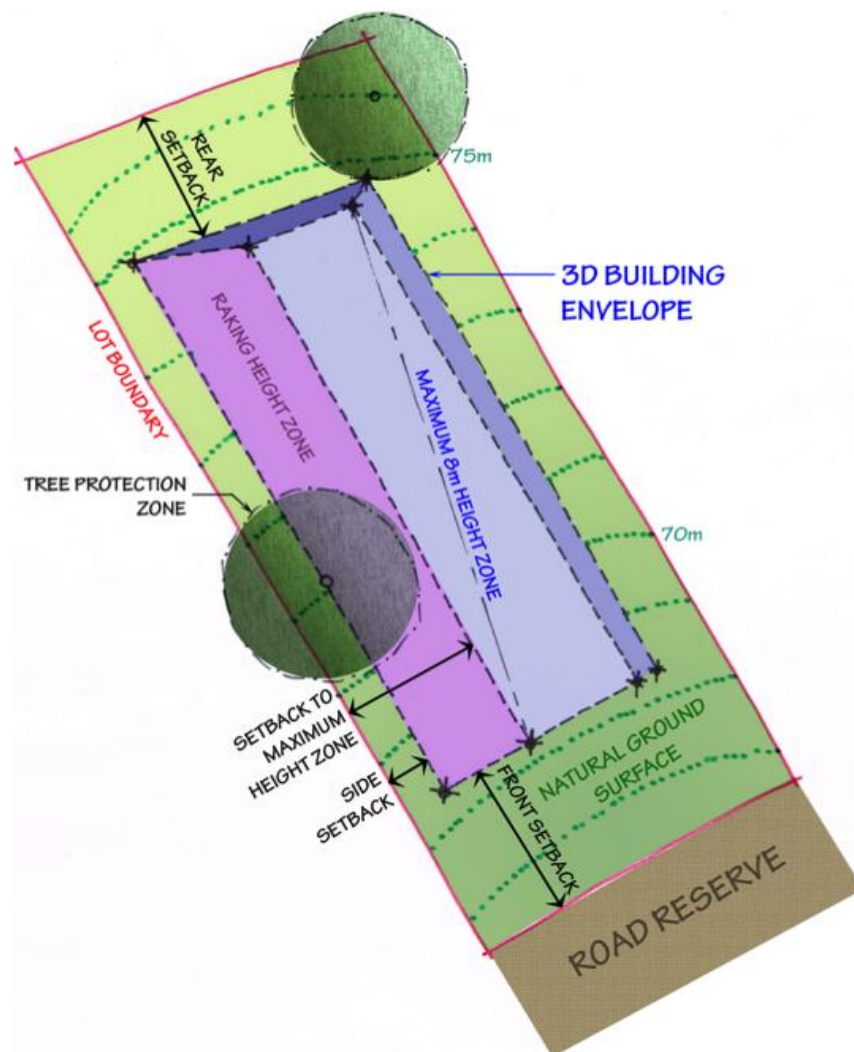 REAR
SETBACK
75m
3D BUILDING
ENVELOPE
RAKING HEIGHT ZONE
LOT BOUNDARY
MAXIMUM 8m HEIGHT ZONE
TREE PROTECTION
ZONE
70m
SETBACK TO
MAXIMUM
HEIGHT ZONE
SIDE
SETBACK
FRONT SETBACK
NATURAL GROUND
SURFACE
ROAD RESERVE